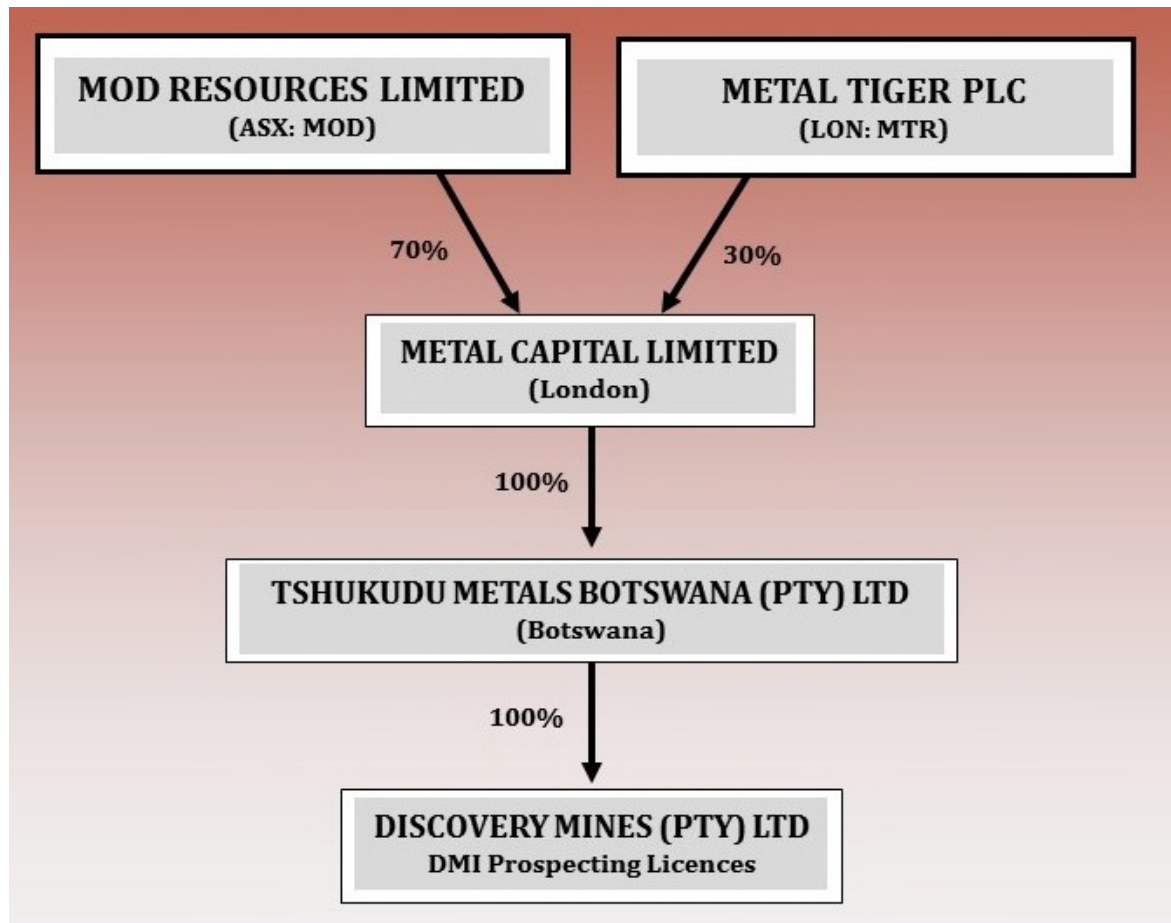 MOD RESOURCES LIMITED
(ASX: MOD)
METAL TIGER PLC
(LON: MTR)
70%
30%
METAL CAPITAL LIMITED
(London)
100%
TSHUKUDU METALS BOTSWANA (PTY) LTD
(Botswana)
100%
DISCOVERY MINES (PTY) LTD
DMI Prospecting Licences